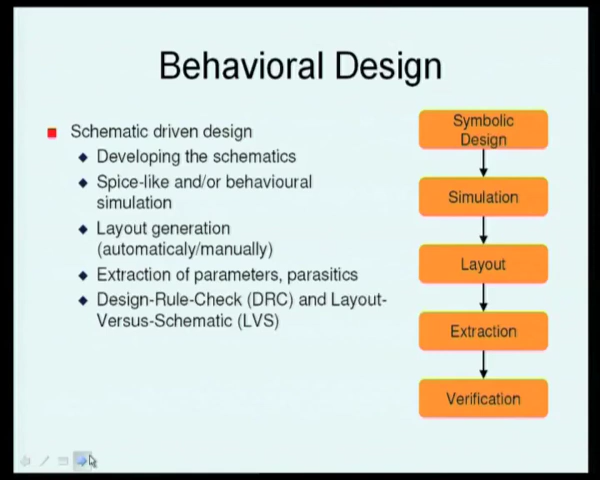 Behavioral Design
Schematic driven design
Developing the schematics
Spice-like and/or behavioural
simulation
Layout generation
(automaticaly/manually)
Extraction of parameters, parasitics
Design-Rule-Check (DRC) and Layout-
Versus-Schematic (LVS)
Symbolic
Design
Simulation
Layout
Extraction
Verification